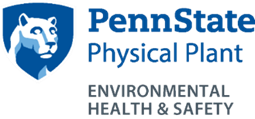 PennState
Physical Plant
ENVIRONMENTAL
HEALTH & SAFETY